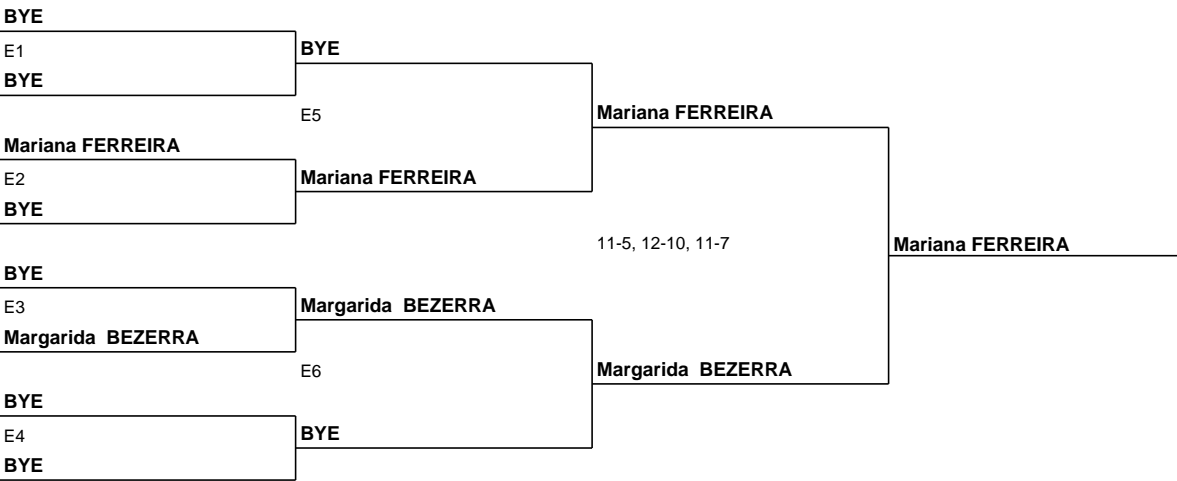 BYE
E1
BYE
BYE
E5
Mariana FERREIRA
Mariana FERREIRA
E2
Mariana FERREIRA
BYE
11-5, 12-10, 11-7
Mariana FERREIRA
BYE
E3
Margarida  BEZERRA
Margarida  BEZERRA
E6
Margarida  BEZERRA
BYE
E4
BYE
BYE